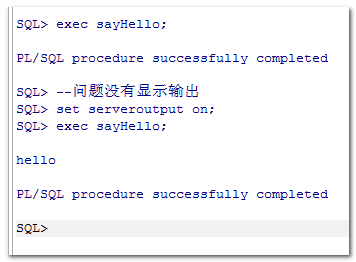 SQL> exec sayHello;
PL/SQL procedure successfully completed
SQL> --问题没有显示输出
SQL> set serveroutput on;
SQL> exec sayHello;
hello
PL/SQL procedure successfully completed
SQL>